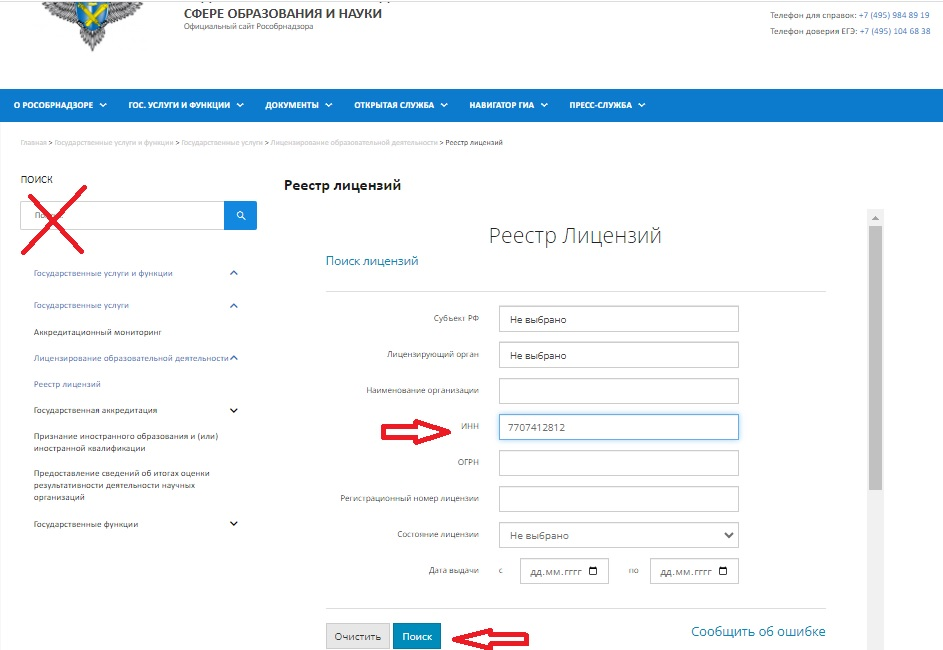 СФЕРЕ ОБРАЗОВАНИЯ И НАУКИ
Официальный сайт Рособрнадзора
Телефон для справок: +7 (495) 984 89 19
Телефон доверия ЕГЭ: +7 (495) 104 68 38
О РОСОБРНАДЗОРЕ ГОС. УСЛУГИ И ФУНКЦИИ ДОКУМЕНТЫ ОТКРЫТАЯ СЛУЖБА НАВИГАТОР ГИА ПРЕСС-СЛУЖБА
Главная > Государственные услуги и функции > Государственные услуги > Лицензирование образовательной деятельности > Реестр лицензий
ПОИСК
Государственные услуги и функции
Государственные услуги
Аккредитационный мониторинг
Лицензирование образовательной деятельности
Реестр лицензий
Государственная аккредитация
Признание иностранного образования и (или)
иностранной квалификации
Предоставление сведений об итогах оценки
результативности деятельности научных
организаций
Государственные функции
Реестр лицензий
Реестр Лицензий
Поиск лицензий
Субъект РФ Не выбрано
Лицензирующий орган Не выбрано
Наименование организации
ИНН 7707412812
ОГРН
Регистрационный номер лицензии
Состояние лицензии Не выбрано
Дата выдачи с дд.мм.гггг по дд.мм.гггг
Очистить Поиск Сообщить об ошибке